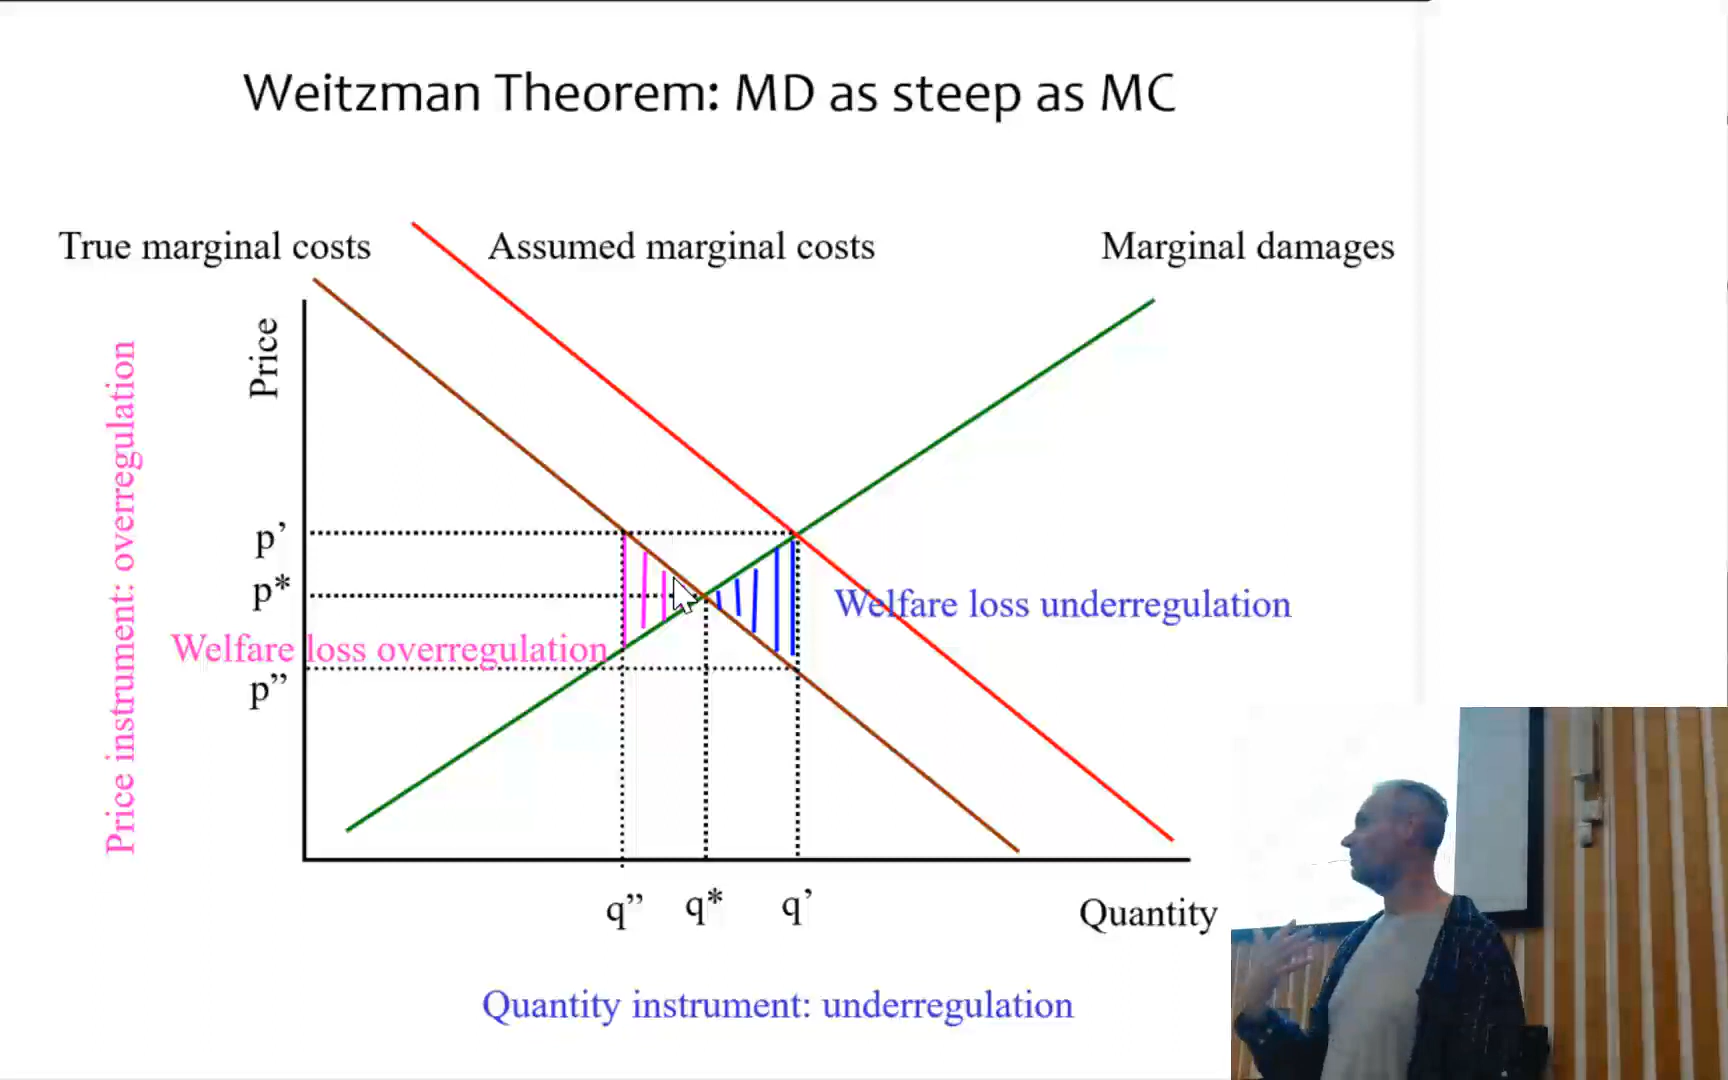 Weitzman Theorem: MD as steep as MC
True marginal costs
Assumed marginal costs
Marginal damages
Price instrument: overregulation
Price
p’
p*
Welfare loss underregulation
Welfare loss overregulation
p”
q”
q*
q’
Quantity
Quantity instrument: underregulation